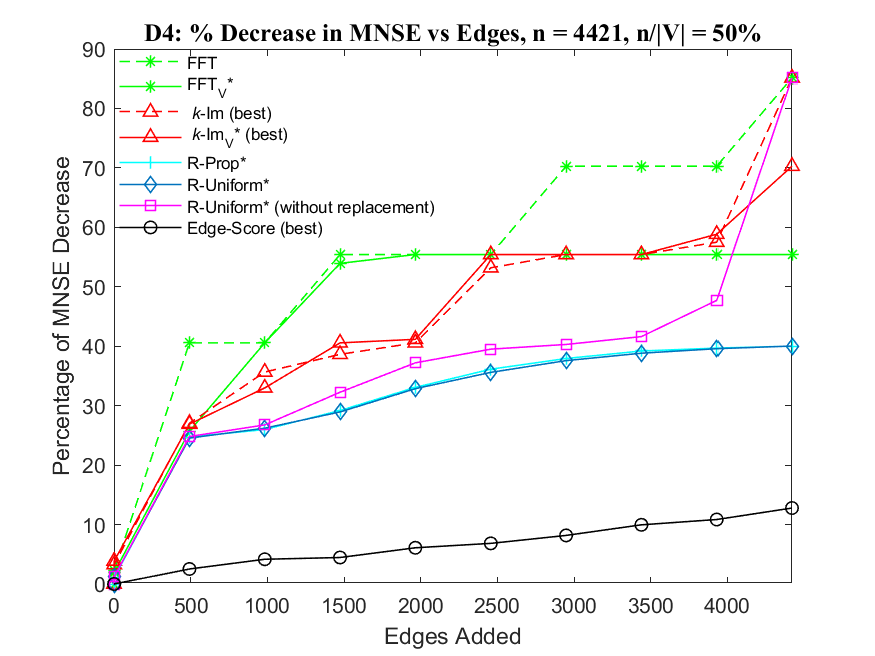 D4: % Decrease in MNSE vs Edges, n = 4421, n/|V| = 50%
90
80
70
60
50
40
30
20
10
0
Percentage of MNSE Decrease
FFT
FFT_V*
k-Im (best)
k-Im_V* (best)
R-Prop*
R-Uniform*
R-Uniform* (without replacement)
Edge-Score (best)
0 500 1000 1500 2000 2500 3000 3500 4000
Edges Added